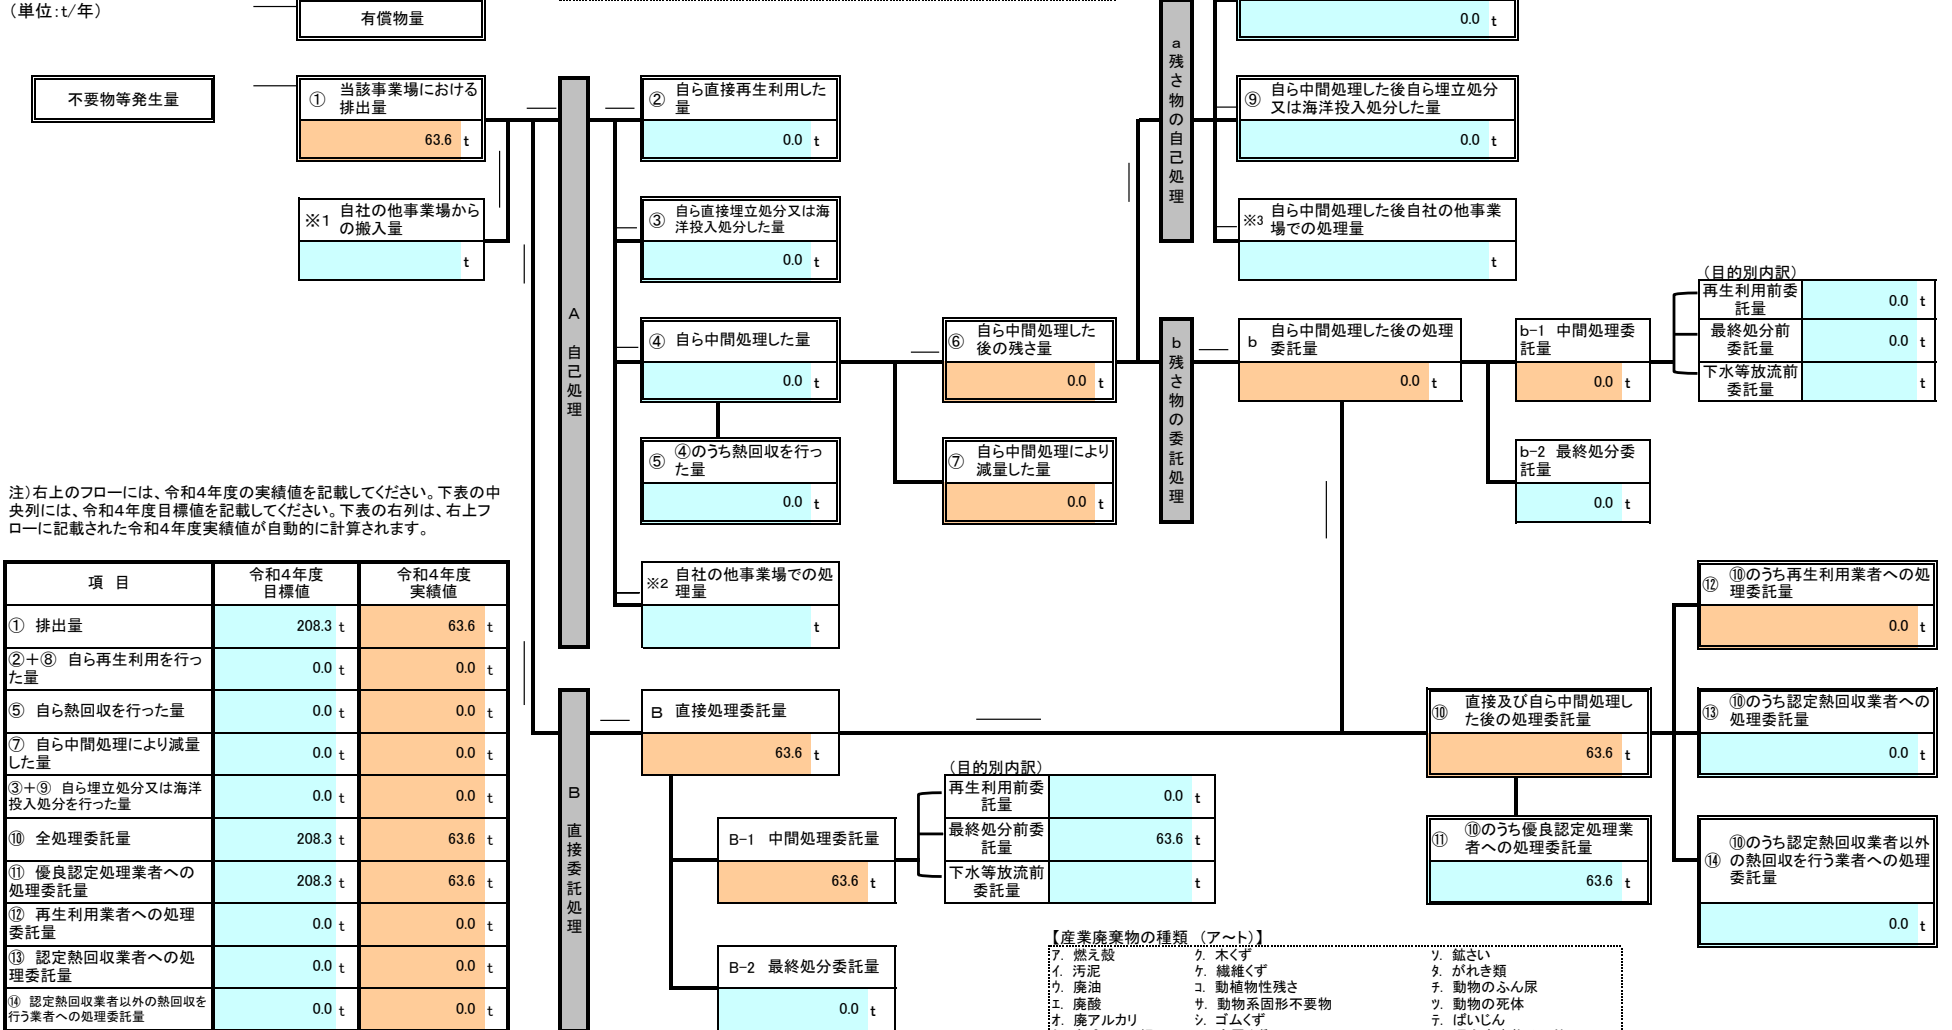 （単位:t/年）
有償物量
0.0 t
不要物等発生量
① 当該事業場における
排出量
63.6 t
② 自ら直接再生利用した
量
0.0 t
⑨ 自ら中間処理した後自ら埋立処分
又は海洋投入処分した量
0.0 t
a 残さ物の自己処理
※1 自社の他事業場から
の搬入量
t
③ 自ら直接埋立処分又は海
洋投入処分した量
0.0 t
※3 自ら中間処理した後自社の他事業
場での処理量
t
A 自己処理
④ 自ら中間処理した量
0.0 t
⑥ 自ら中間処理した
後の残さ量
0.0 t
b 残さ物の委託処理
b 自ら中間処理した後の処理
委託量
0.0 t
b-1 中間処理委
託量
0.0 t
（目的別内訳）
再生利用前委
託量
0.0 t
最終処分前
委託量
0.0 t
下水等放流前
委託量
t
⑤ ④のうち熱回収を行っ
た量
0.0 t
⑦ 自ら中間処理により
減量した量
0.0 t
b-2 最終処分委
託量
0.0 t
注）右上のフローには、令和4年度の実績値を記載してください。下表の中
央列には、令和4年度目標値を記載してください。下表の右列は、右上フ
ローに記載された令和4年度実績値が自動的に計算されます。
※2 自社の他事業場での処
理量
t
項 目 令和4年度
目標値 令和4年度
実績値
① 排出量 208.3 t 63.6 t
②＋⑧ 自ら再生利用を行っ
た量 0.0 t 0.0 t
⑤ 自ら熱回収を行った量 0.0 t 0.0 t
⑦ 自ら中間処理により減量
した量 0.0 t 0.0 t
③＋⑨ 自ら埋立処分又は海洋
投入処分を行った量 0.0 t 0.0 t
⑩ 全処理委託量 208.3 t 63.6 t
⑪ 優良認定処理業者への
処理委託量 208.3 t 63.6 t
⑫ 再生利用業者への処理
委託量 0.0 t 0.0 t
⑬ 認定熱回収業者への処
理委託量 0.0 t 0.0 t
⑭ 認定熱回収業者以外の熱回収を
行う業者への処理委託量 0.0 t 0.0 t
B 直接委託処理
B 直接処理委託量
63.6 t
B-1 中間処理委託量
63.6 t
（目的別内訳）
再生利用前委
託量
0.0 t
最終処分前委
託量
63.6 t
下水等放流前
委託量
t
B-2 最終処分委託量
0.0 t
⑩ 直接及び自ら中間処理し
た後の処理委託量
63.6 t
⑪ ⑩のうち優良認定処理業
者への処理委託量
63.6 t
⑫ ⑩のうち再生利用業者への処
理委託量
0.0 t
⑬ ⑩のうち認定熱回収業者への
処理委託量
0.0 t
⑭ ⑩のうち認定熱回収業者以外
の熱回収を行う業者への処理
委託量
0.0 t
【産業廃棄物の種類 （ア～ト）】
ア. 燃え殻 ク. 木くず ソ. 鉱さい
イ. 汚泥 ケ. 繊維くず タ. がれき類
ウ. 廃油 コ. 動植物性残さ チ. 動物のふん尿
エ. 廃酸 サ. 動物系固形不要物 ツ. 動物の死体
オ. 廃アルカリ シ. ゴムくず テ. ばいじん